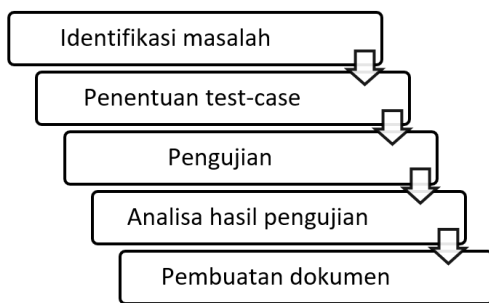 Identifikasi masalah
Penentuan test-case
Pengujian
Analisa hasil pengujian
Pembuatan dokumen